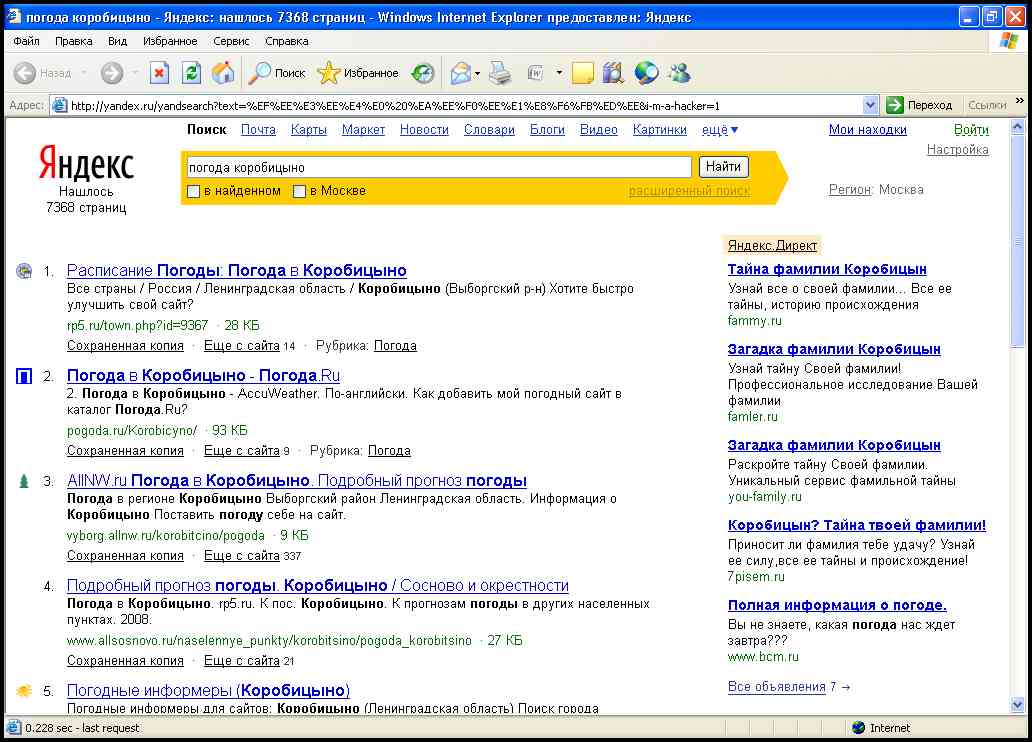 погода коробицыно - Яндекс: нашлось 7368 страниц - Windows Internet Explorer предоставлен: Яндекс
Файл Правка Вид Избранное Сервис Справка
Назад Поиск Избранное
Адрес: http://yandex.ru/yandsearch?text=%EF%EE%E3%EE%E4%E0%20%EA%EE%F0%EE%E1%E8%F6%FB%ED%EE&i-m-a-hacker=1 Переход Ссылки »
Поиск Почта Карты Маркет Новости Словари Блоги Видео Картинки ещё ▼ Мои находки Войти
Настройка
Яндекс
Нашлось
7368 страниц
погода коробицыно Найти
в найденном в Москве расширенный поиск
Регион: Москва
1. Расписание Погоды: Погода в Коробицыно
Все страны / Россия / Ленинградская область / Коробицыно (Выборгский р-н) Хотите быстро
улучшить свой сайт?
rp5.ru/town.php?id=9367 · 28 КБ
Сохраненная копия · Еще с сайта 14 · Рубрика: Погода
2. Погода в Коробицыно - Погода.Ru
2. Погода в Коробицыно - AccuWeather. По-английски. Как добавить мой погодный сайт в
каталог Погода.Ru?
pogoda.ru/Korobicyno/ · 93 КБ
Сохраненная копия · Еще с сайта 9 · Рубрика: Погода
3. AllNW.ru Погода в Коробицыно. Подробный прогноз погоды
Погода в регионе Коробицыно Выборгский район Ленинградская область. Информация о
Коробицыно Поставить погоду себе на сайт.
vyborg.allnw.ru/korobitcino/pogoda · 9 КБ
Сохраненная копия · Еще с сайта 337
4. Подробный прогноз погоды. Коробицыно / Сосново и окрестности
Погода в Коробицыно. rp5.ru. К пос. Коробицыно. К прогнозам погоды в других населенных
пунктах. 2008.
www.allsosnovo.ru/naselennye_punkty/korobitsino/pogoda_korobitsino · 27 КБ
Сохраненная копия · Еще с сайта 21
5. Погодные информеры (Коробицыно)
Погодные информеры для сайтов: Коробицыно (Ленинградская область) Поиск города
Яндекс.Директ
Тайна фамилии Коробицын
Узнай все о своей фамилии... Все ее
тайны, историю происхождения
fammy.ru
Загадка фамилии Коробицын
Узнай тайну Своей фамилии!
Профессиональное исследование Вашей
фамилии
famler.ru
Загадка фамилии Коробицын
Раскройте тайну Своей фамилии.
Уникальный сервис фамильной тайны
you-family.ru
Коробицын? Тайна твоей фамилии!
Приносит ли фамилия тебе удачу? Узнай
ее силу,все ее тайны и происхождение!
7pisem.ru
Полная информация о погоде.
Вы не знаете, какая погода нас ждет
завтра???
www.bcm.ru
Все объявления 7 →
0.228 sec - last request Internet